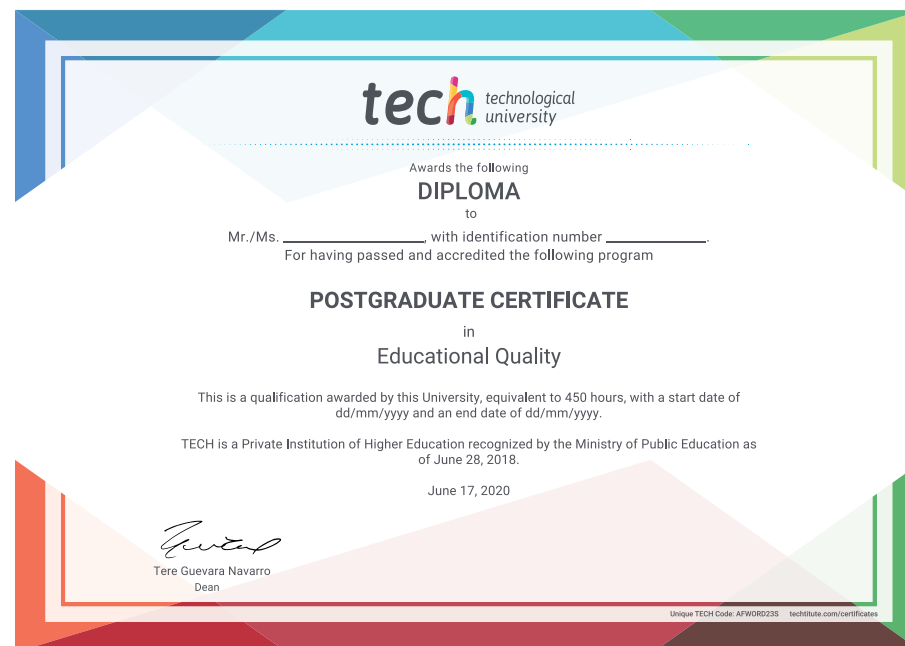 tech technological
university
Awards the following
DIPLOMA
to
Mr./Ms. ____________________, with identification number ______________.
For having passed and accredited the following program
POSTGRADUATE CERTIFICATE
in
Educational Quality
This is a qualification awarded by this University, equivalent to 450 hours, with a start date of
dd/mm/yyyy and an end date of dd/mm/yyyy.
TECH is a Private Institution of Higher Education recognized by the Ministry of Public Education as
of June 28, 2018.
June 17, 2020
Tere Guevara Navarro
Dean
Unique TECH Code: AFWORD23S techtitute.com/certificates